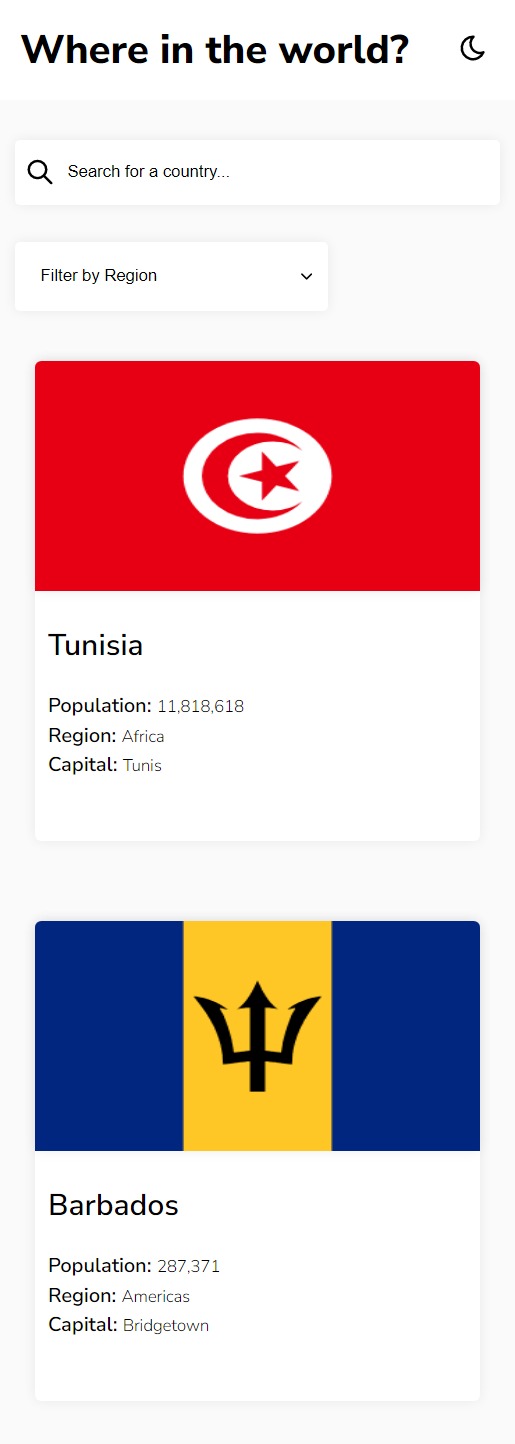 Where in the world?
Search for a country...
Filter by Region
Tunisia
Population: 11,818,618
Region: Africa
Capital: Tunis
Barbados
Population: 287,371
Region: Americas
Capital: Bridgetown